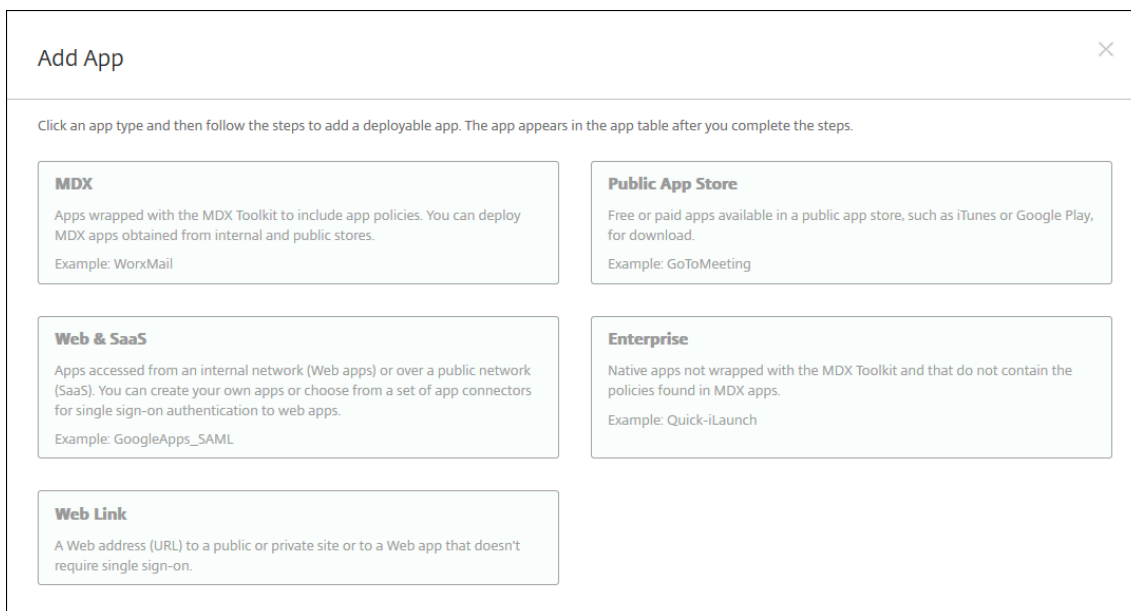 Add App
Click an app type and then follow the steps to add a deployable app. The app appears in the app table after you complete the steps.
MDX
Apps wrapped with the MDX Toolkit to include app policies. You can deploy
MDX apps obtained from internal and public stores.
Example: WorxMail
Public App Store
Free or paid apps available in a public app store, such as iTunes or Google Play,
for download.
Example: GoToMeeting
Web & SaaS
Apps accessed from an internal network (Web apps) or over a public network
(SaaS). You can create your own apps or choose from a set of app connectors
for single sign-on authentication to web apps.
Example: GoogleApps_SAML
Enterprise
Native apps not wrapped with the MDX Toolkit and that do not contain the
policies found in MDX apps.
Example: Quick-iLaunch
Web Link
A Web address (URL) to a public or private site or to a Web app that doesn't
require single sign-on.